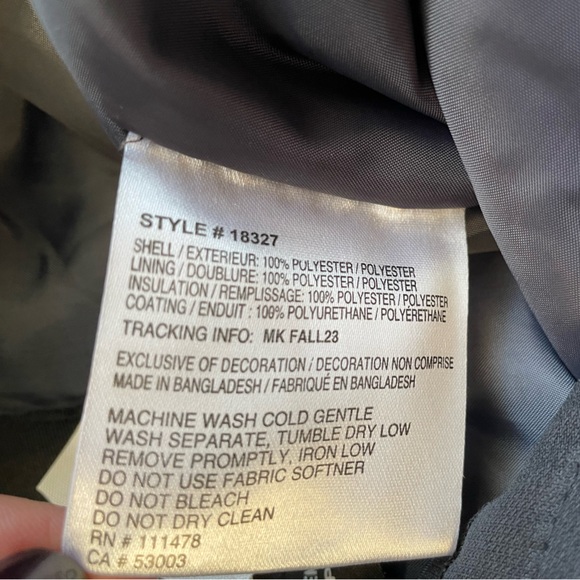 STYLE # 18327
SHELL / EXTERIEUR: 100% POLYESTER / POLYESTER
LINING / DOUBLURE: 100% POLYESTER / POLYESTER
INSULATION / REMPLISSAGE: 100% POLYESTER / POLYESTER
COATING / ENDUIT : 100% POLYURETHANE / POLYERETHANE
TRACKING INFO: MK FALL23
EXCLUSIVE OF DECORATION / DECORATION NON COMPRISE
MADE IN BANGLADESH / FABRIQUÉ EN BANGLADESH
MACHINE WASH COLD GENTLE
WASH SEPARATE, TUMBLE DRY LOW
REMOVE PROMPTLY, IRON LOW
DO NOT USE FABRIC SOFTNER
DO NOT BLEACH
DO NOT DRY CLEAN
RN # 111478
CA # 53003